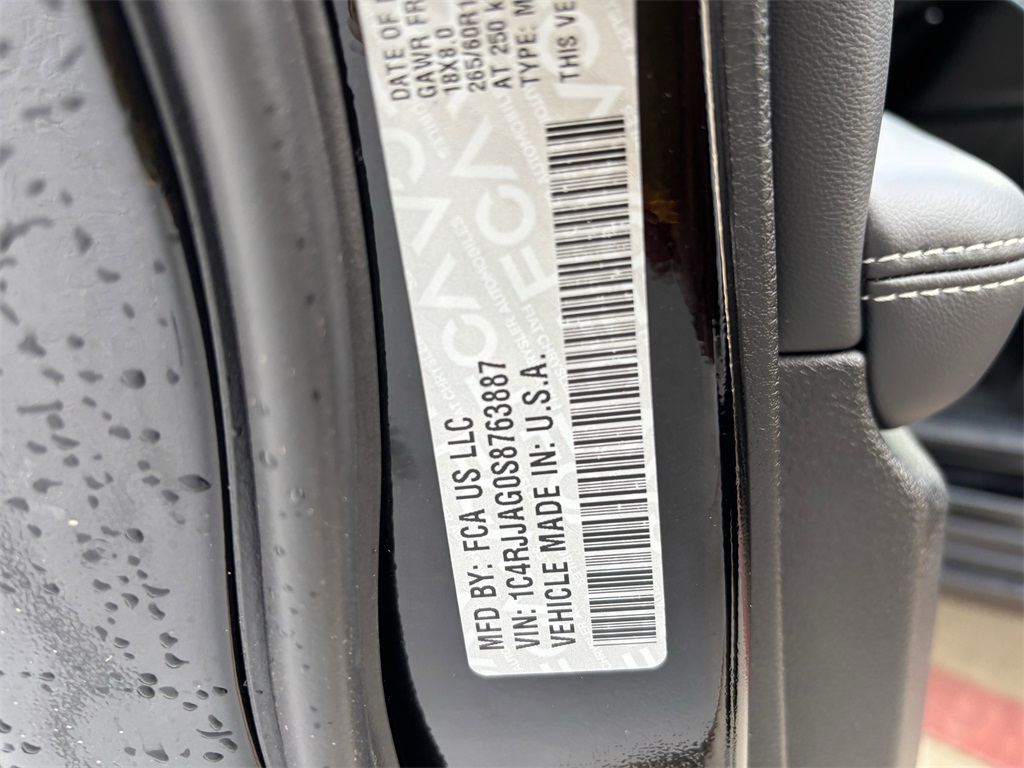 MFD BY: FCA US LLC
DATE OF
VIN: 1C4RJJAG0S8763887
GAWR FR
18X8.0
VEHICLE MADE IN: U.S.A.
265/60R1
AT 250 k
TYPE: M
THIS VE